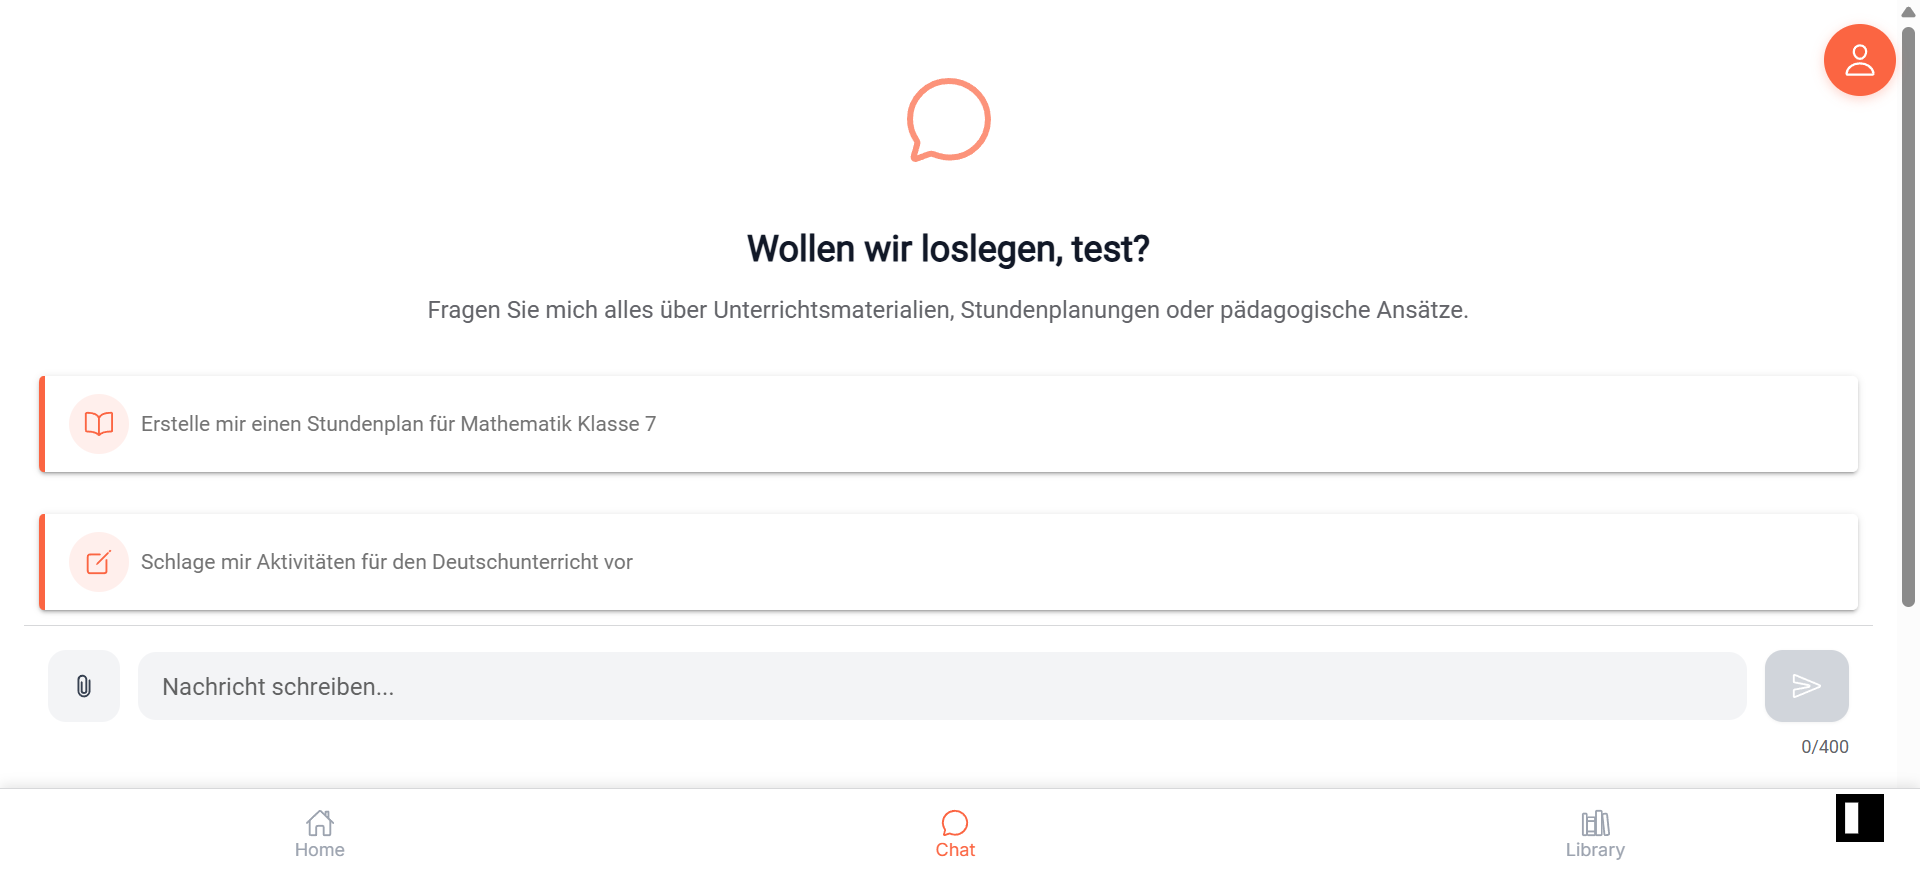 Wollen wir loslegen, test?
Fragen Sie mich alles über Unterrichtsmaterialien, Stundenplanungen oder pädagogische Ansätze.
Erstelle mir einen Stundenplan für Mathematik Klasse 7
Schlage mir Aktivitäten für den Deutschunterricht vor
Nachricht schreiben...
0/400
Home
Chat
Library